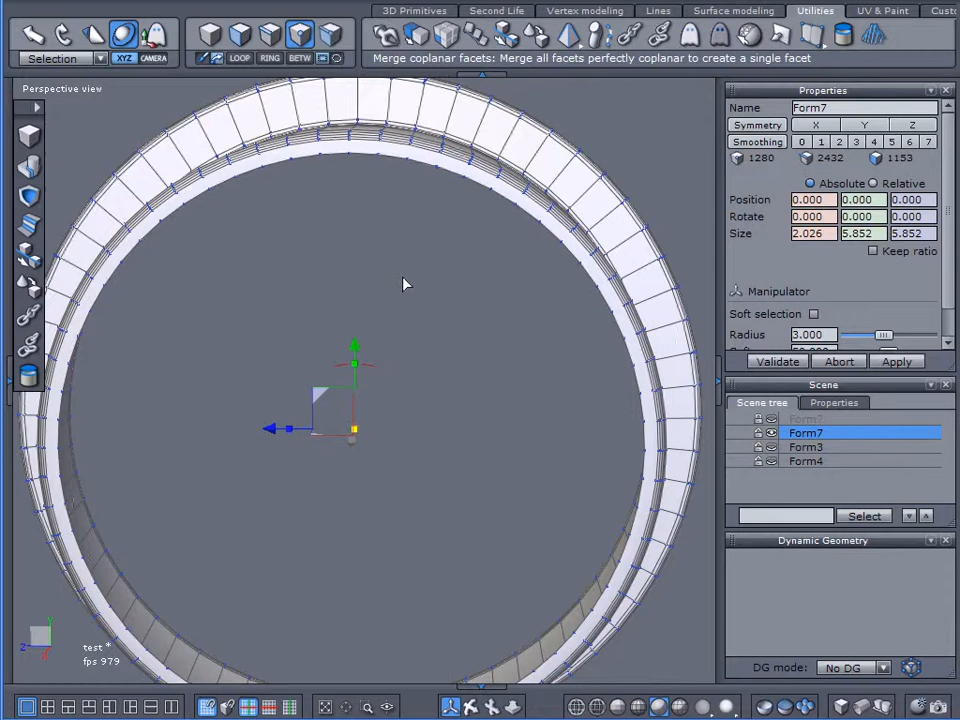 3D Primitives Second Life Vertex modeling Lines Surface modeling Utilities UV & Paint Custo
Selection XYZ CAMERA LOOP RING BETW Merge coplanar facets: Merge all facets perfectly coplanar to create a single facet
Perspective view
Properties
Name Form7
Symmetry X Y Z
Smoothing 0 1 2 3 4 5 6 7
1280 2432 1153
Absolute Relative
Position 0.000 0.000 0.000
Rotate 0.000 0.000 0.000
Size 2.026 5.852 5.852
Keep ratio
Manipulator
Soft selection
Radius 3.000
Validate Abort Apply
Scene
Scene tree Properties
Form7
Form3
Form4
Select
Dynamic Geometry
Y
Z
X
test *
fps 979
DG mode: No DG